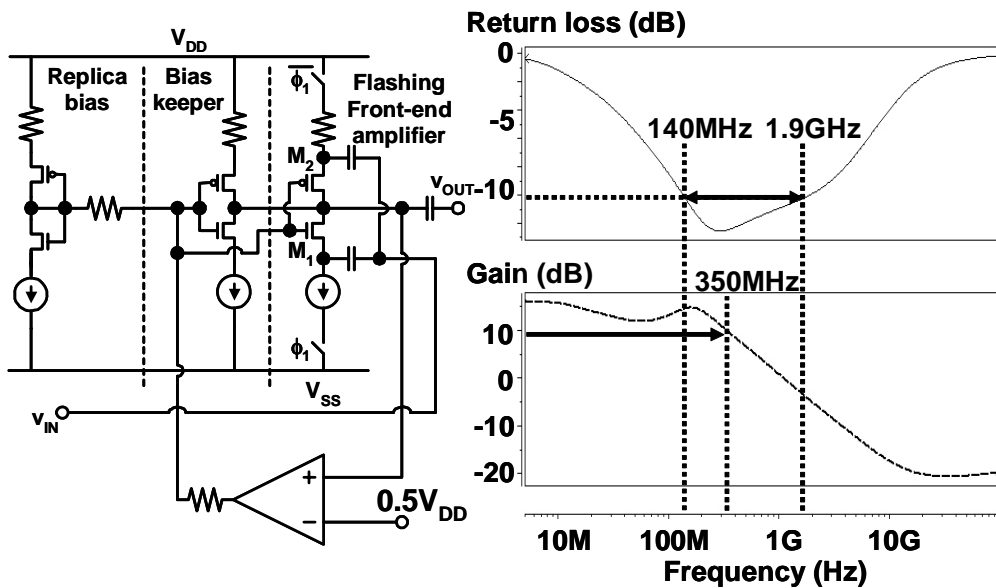 V_DD
Replica bias
Bias keeper
ϕ₁
Flashing Front-end amplifier
M₂
v_OUT
M₁
ϕ₁
V_SS
v_IN
+
−
0.5V_DD
Return loss (dB)
0
-5
-10
140MHz 1.9GHz
Gain (dB)
350MHz
10
0
-10
-20
10M 100M 1G 10G
Frequency (Hz)